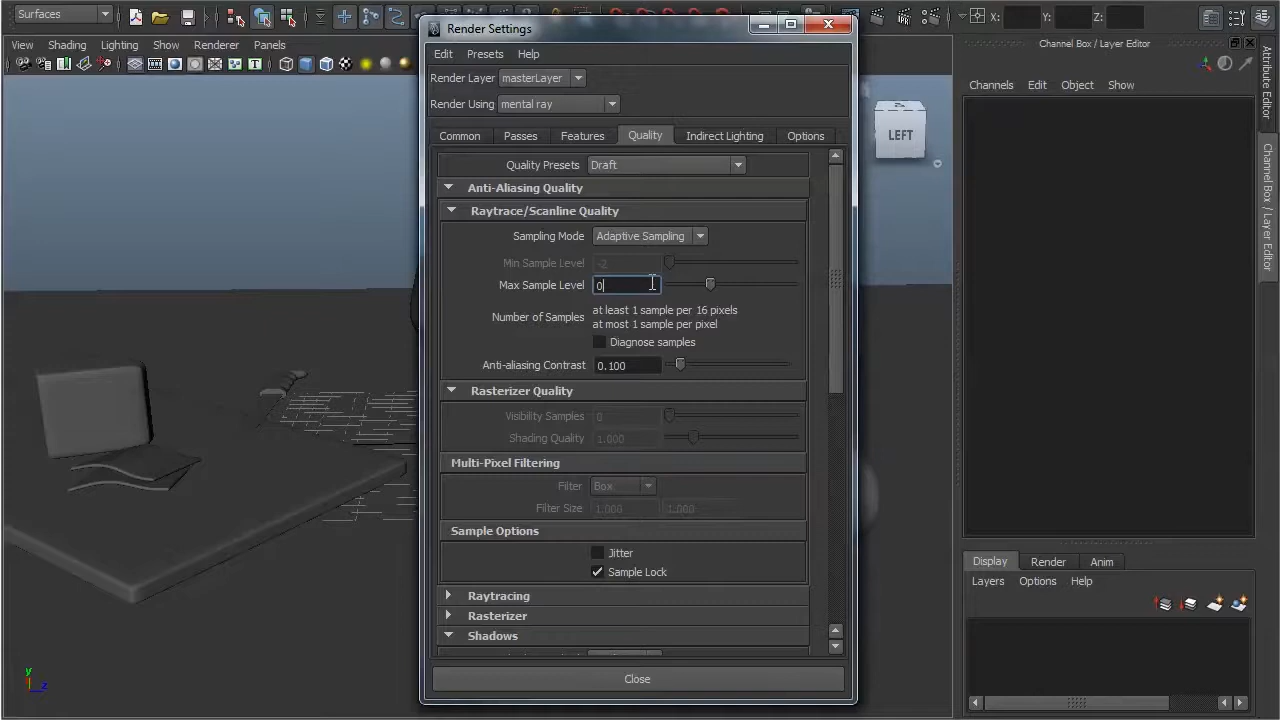 Surfaces
X:
Y:
Z:
View Shading Lighting Show Renderer Panels
LEFT
y
z
Render Settings
Edit Presets Help
Render Layer masterLayer
Render Using mental ray
Common Passes Features Quality Indirect Lighting Options
Quality Presets Draft
Anti-Aliasing Quality
Raytrace/Scanline Quality
Sampling Mode Adaptive Sampling
Min Sample Level -2
Max Sample Level 0
Number of Samples at least 1 sample per 16 pixels
at most 1 sample per pixel
Diagnose samples
Anti-aliasing Contrast 0.100
Rasterizer Quality
Visibility Samples 0
Shading Quality 1.000
Multi-Pixel Filtering
Filter Box
Filter Size 1.000 1.000
Sample Options
Jitter
Sample Lock
Raytracing
Rasterizer
Shadows
Close
Channel Box / Layer Editor
Channels Edit Object Show
Display Render Anim
Layers Options Help
Attribute Editor
Channel Box / Layer Editor